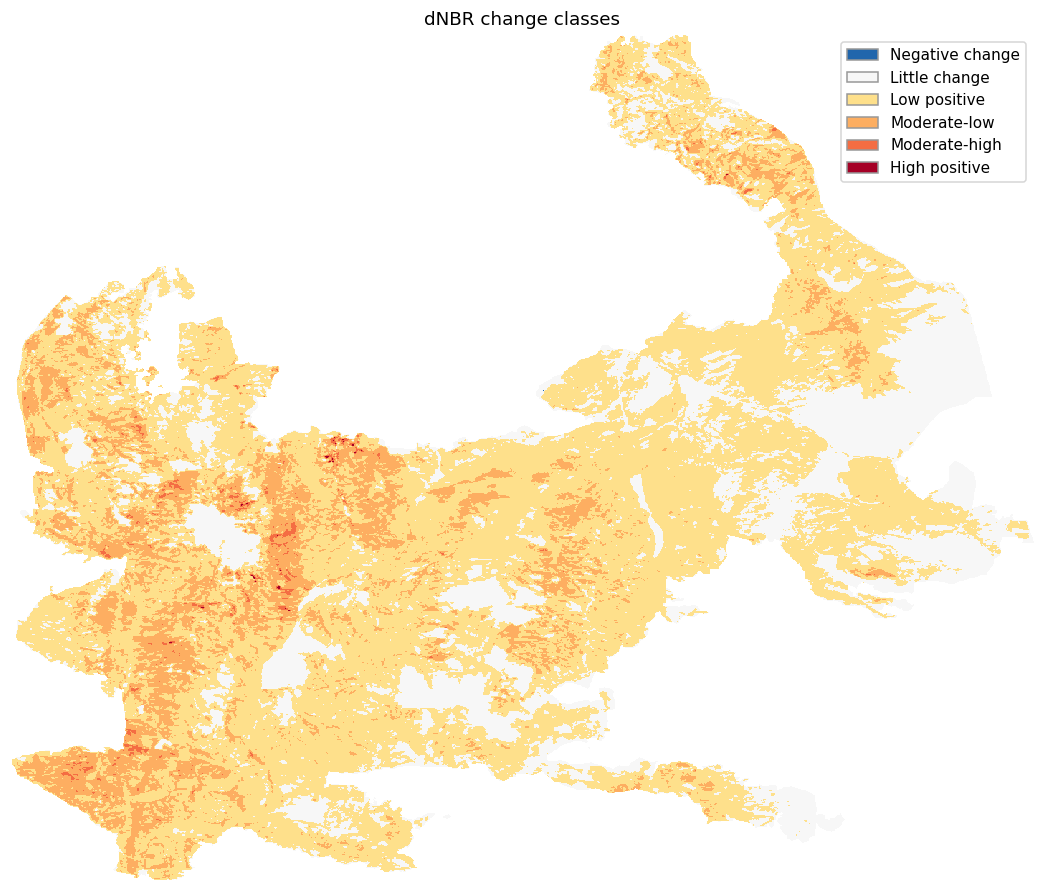 dNBR change classes
Negative change
Little change
Low positive
Moderate-low
Moderate-high
High positive